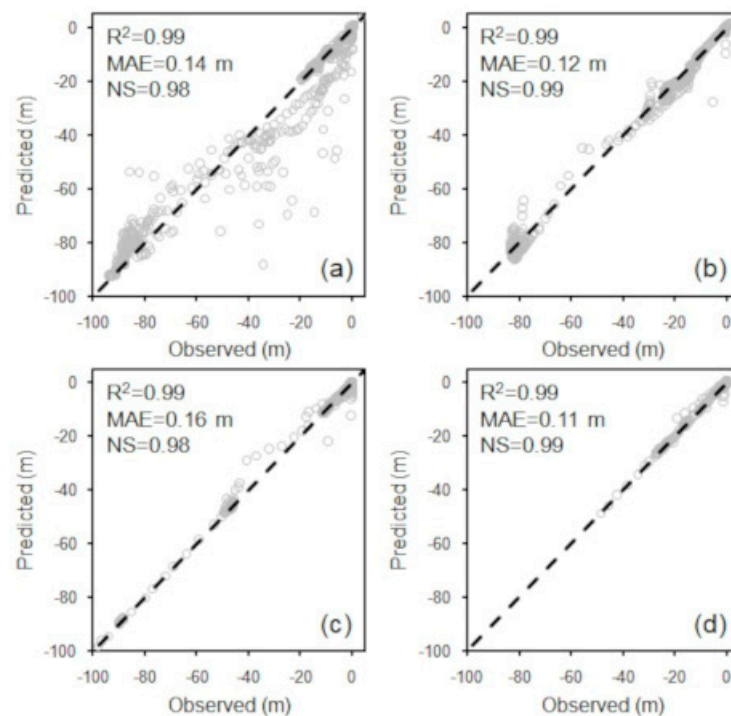 R²=0.99
MAE=0.14 m
NS=0.98
0
-20
-40
-60
-80
-100
Predicted (m)
(a)
-100 -80 -60 -40 -20 0
Observed (m)
R²=0.99
MAE=0.12 m
NS=0.99
0
-20
-40
-60
-80
-100
Predicted (m)
(b)
-100 -80 -60 -40 -20 0
Observed (m)
R²=0.99
MAE=0.16 m
NS=0.98
0
-20
-40
-60
-80
-100
Predicted (m)
(c)
-100 -80 -60 -40 -20 0
Observed (m)
R²=0.99
MAE=0.11 m
NS=0.99
0
-20
-40
-60
-80
-100
Predicted (m)
(d)
-100 -80 -60 -40 -20 0
Observed (m)